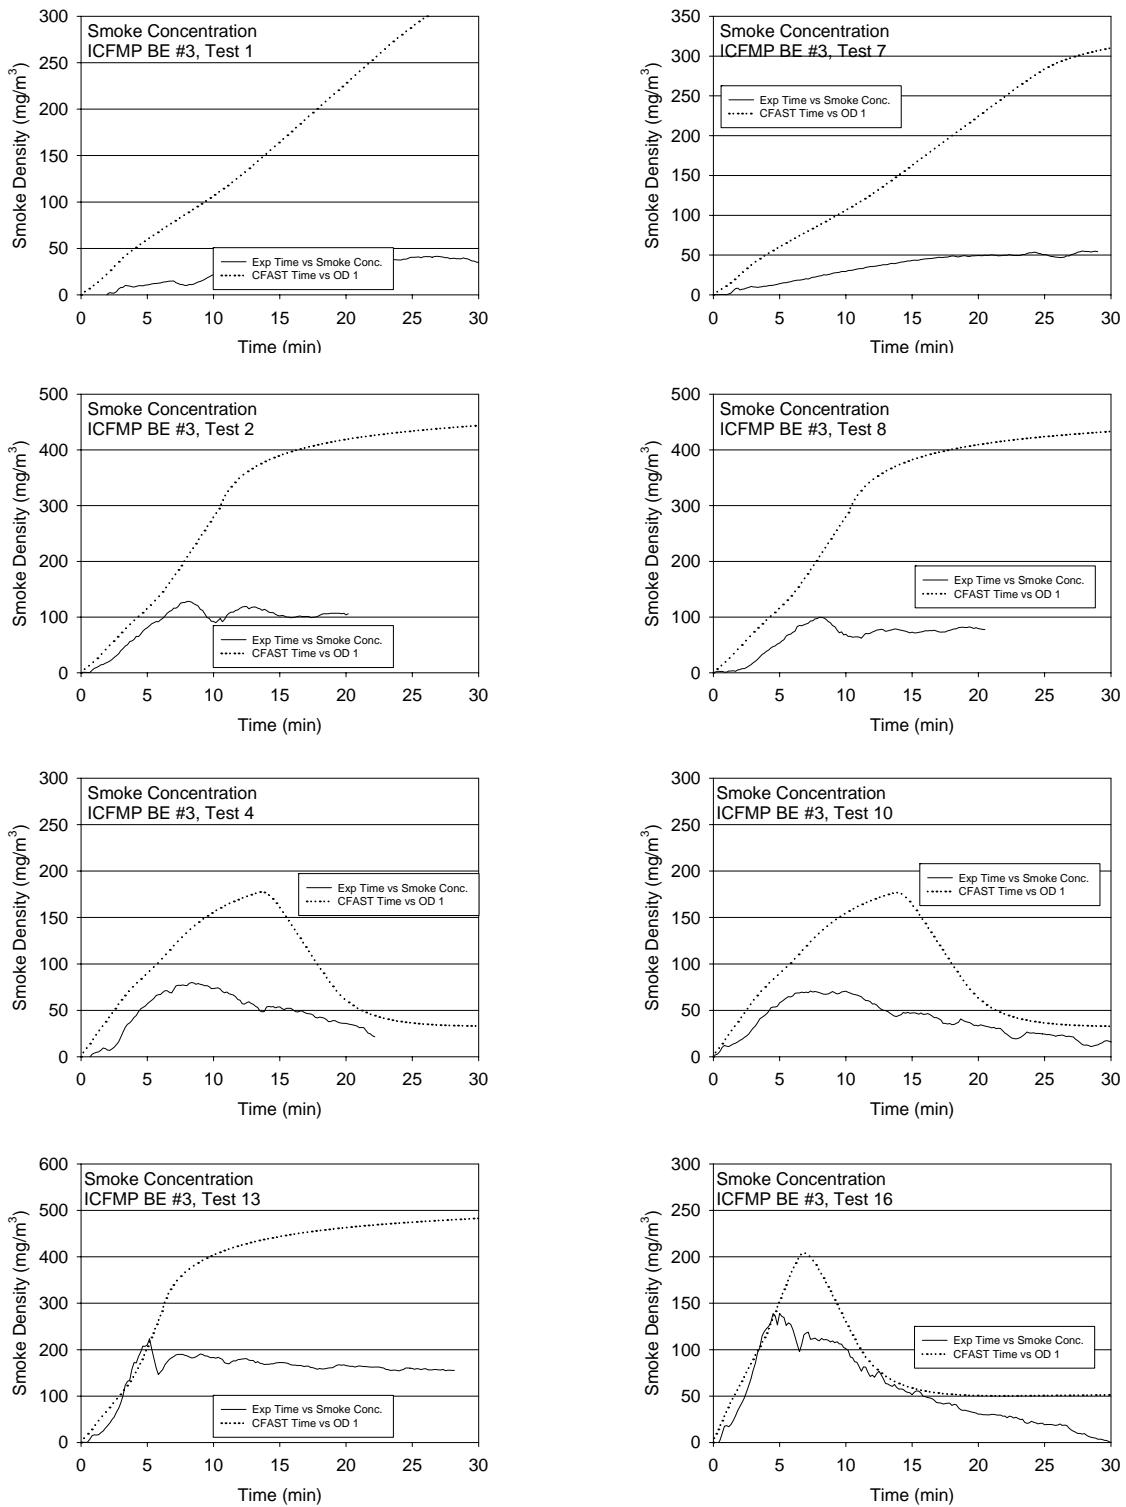 Smoke Concentration
ICFMP BE #3, Test 1
Smoke Density (mg/m³)
300
250
200
150
100
50
0
Exp Time vs Smoke Conc.
CFAST Time vs OD 1
0 5 10 15 20 25 30
Time (min)
Smoke Concentration
ICFMP BE #3, Test 7
Smoke Density (mg/m³)
350
300
250
200
150
100
50
0
Exp Time vs Smoke Conc.
CFAST Time vs OD 1
0 5 10 15 20 25 30
Time (min)
Smoke Concentration
ICFMP BE #3, Test 2
Smoke Density (mg/m³)
500
400
300
200
100
0
Exp Time vs Smoke Conc.
CFAST Time vs OD 1
0 5 10 15 20 25 30
Time (min)
Smoke Concentration
ICFMP BE #3, Test 8
Smoke Density (mg/m³)
500
400
300
200
100
0
Exp Time vs Smoke Conc.
CFAST Time vs OD 1
0 5 10 15 20 25 30
Time (min)
Smoke Concentration
ICFMP BE #3, Test 4
Smoke Density (mg/m³)
300
250
200
150
100
50
0
Exp Time vs Smoke Conc.
CFAST Time vs OD 1
0 5 10 15 20 25 30
Time (min)
Smoke Concentration
ICFMP BE #3, Test 10
Smoke Density (mg/m³)
300
250
200
150
100
50
0
Exp Time vs Smoke Conc.
CFAST Time vs OD 1
0 5 10 15 20 25 30
Time (min)
Smoke Concentration
ICFMP BE #3, Test 13
Smoke Density (mg/m³)
600
500
400
300
200
100
0
Exp Time vs Smoke Conc.
CFAST Time vs OD 1
0 5 10 15 20 25 30
Time (min)
Smoke Concentration
ICFMP BE #3, Test 16
Smoke Density (mg/m³)
300
250
200
150
100
50
0
Exp Time vs Smoke Conc.
CFAST Time vs OD 1
0 5 10 15 20 25 30
Time (min)